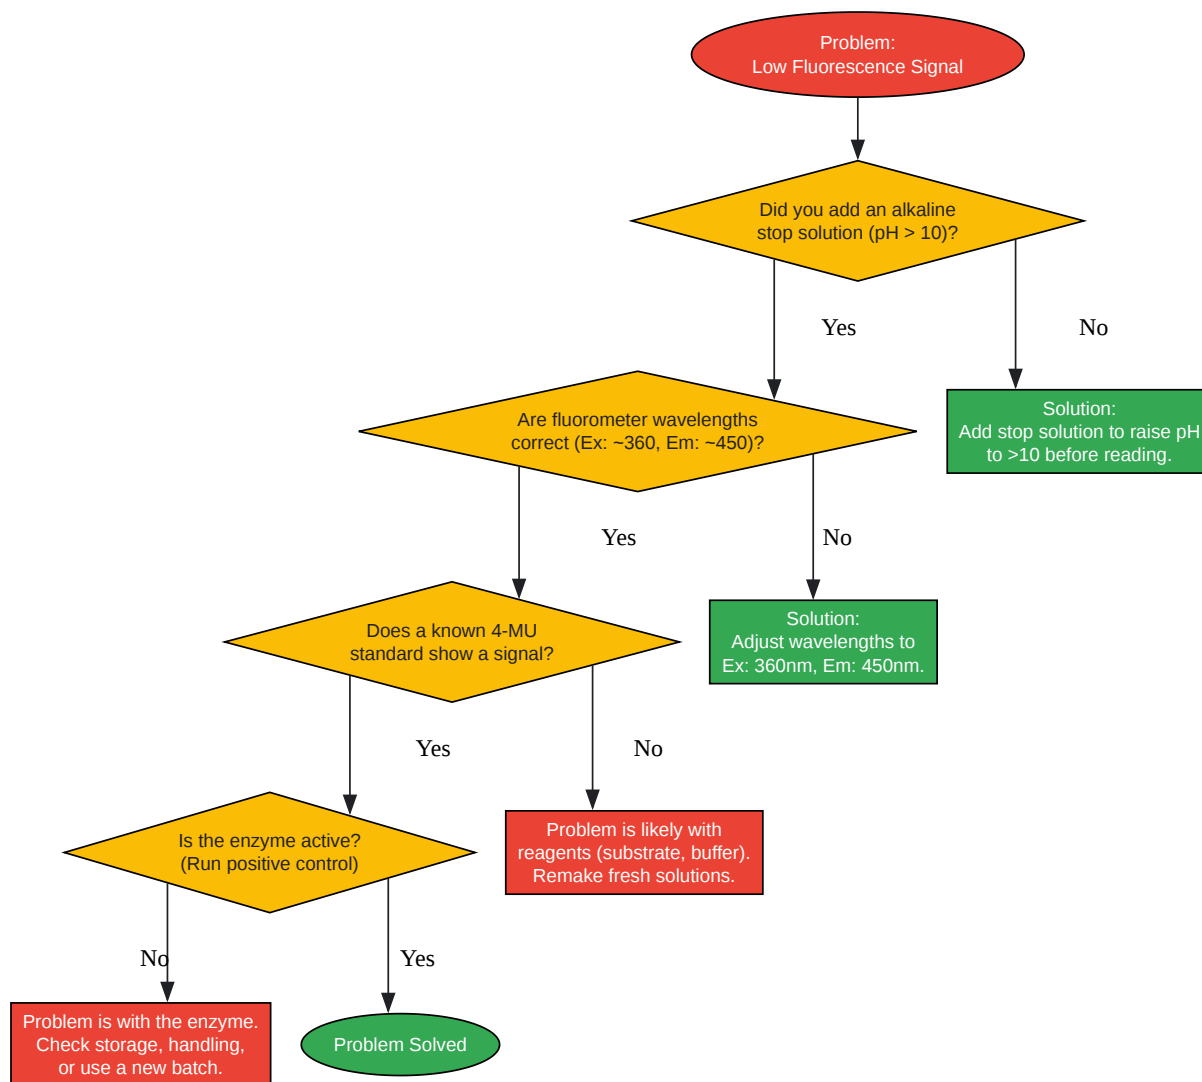 Problem:
Low Fluorescence Signal
Did you add an alkaline
stop solution (pH > 10)?
Yes
No
Are fluorometer wavelengths
correct (Ex: ~360, Em: ~450)?
Solution:
Add stop solution to raise pH
to >10 before reading.
Yes
No
Does a known 4-MU
standard show a signal?
Solution:
Adjust wavelengths to
Ex: 360nm, Em: 450nm.
Yes
No
Is the enzyme active?
(Run positive control)
Problem is likely with
reagents (substrate, buffer).
Remake fresh solutions.
No
Yes
Problem is with the enzyme.
Check storage, handling,
or use a new batch.
Problem Solved